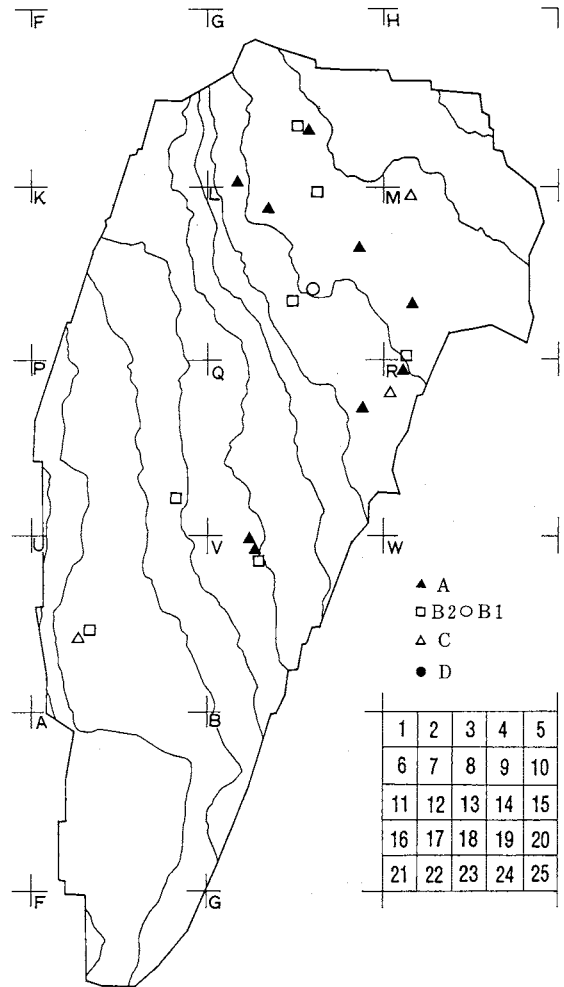 F G H
K L M
P Q R
U V W
▲ A
□ B2 ○ B1
△ C
● D
A B
1 2 3 4 5
6 7 8 9 10
11 12 13 14 15
16 17 18 19 20
21 22 23 24 25
F G